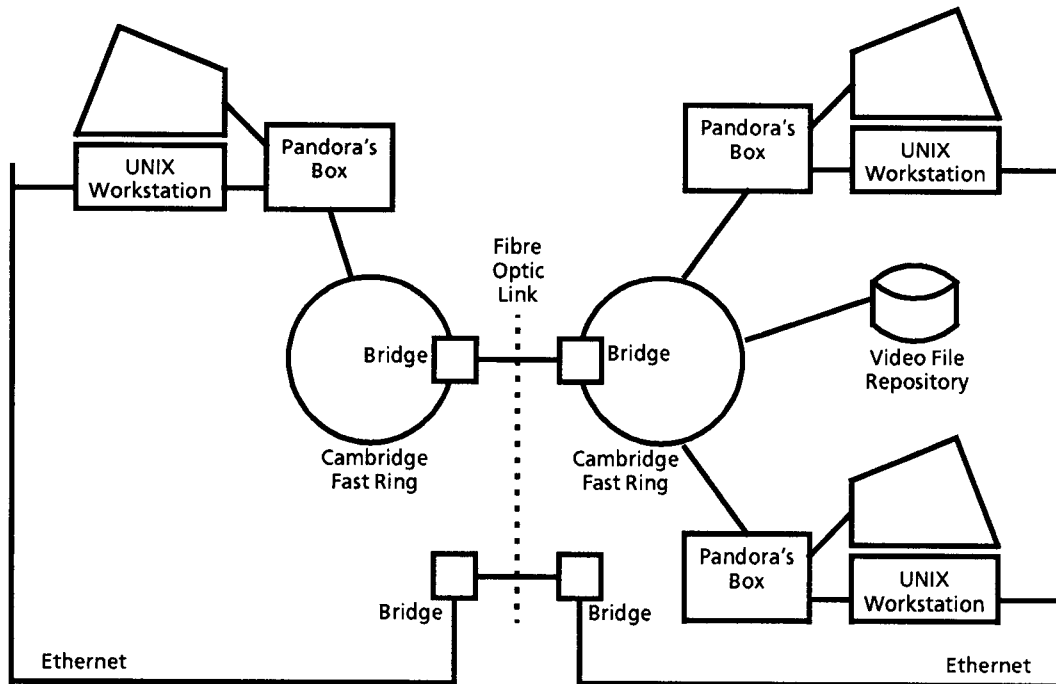 Pandora's
Box
UNIX
Workstation
Pandora's
Box
UNIX
Workstation
Fibre
Optic
Link
Bridge
Bridge
Video File
Repository
Cambridge
Fast Ring
Cambridge
Fast Ring
Pandora's
Box
UNIX
Workstation
Bridge
Bridge
Ethernet
Ethernet